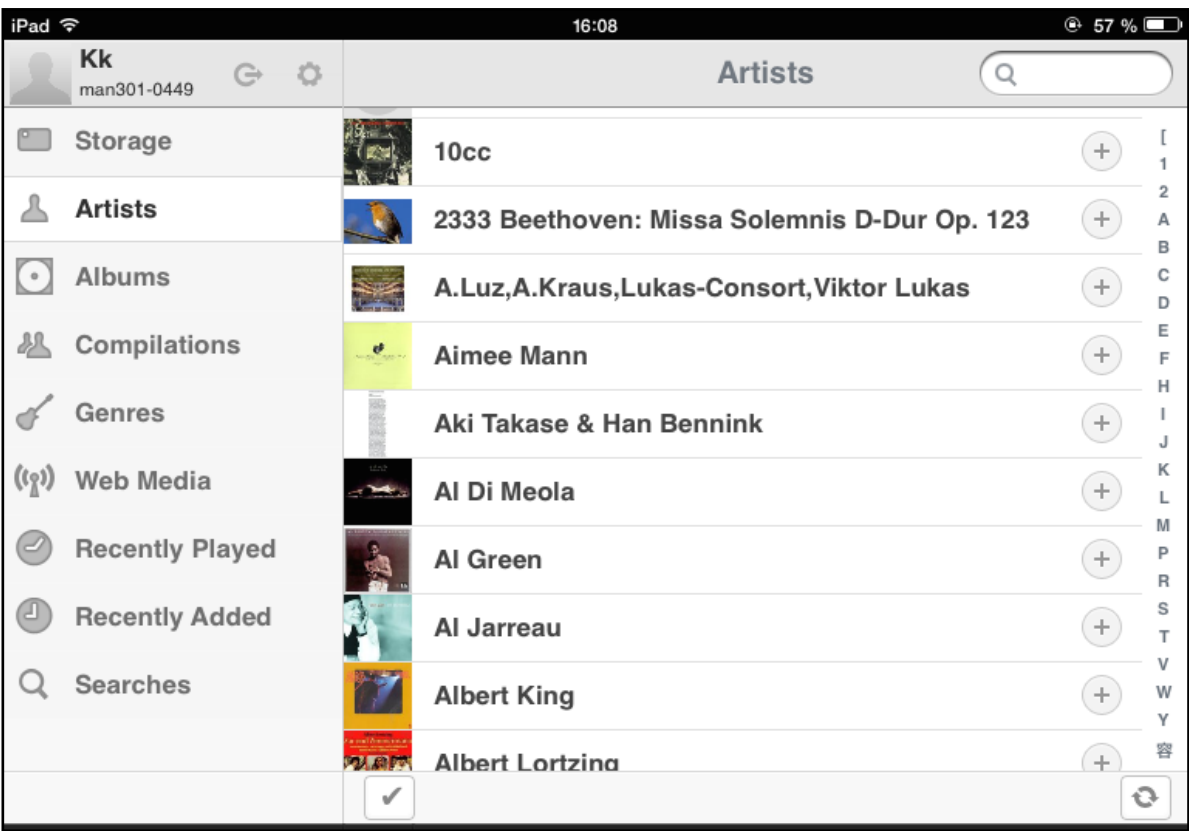 iPad 16:08 57 %
Kk
man301-0449
Artists
Storage
Artists
Albums
Compilations
Genres
Web Media
Recently Played
Recently Added
Searches
10cc
2333 Beethoven: Missa Solemnis D-Dur Op. 123
A.Luz,A.Kraus,Lukas-Consort,Viktor Lukas
Aimee Mann
Aki Takase & Han Bennink
Al Di Meola
Al Green
Al Jarreau
Albert King
Albert Lortzing
[
1
2
A
B
C
D
E
F
H
I
J
K
L
M
P
R
S
T
V
W
Y
容